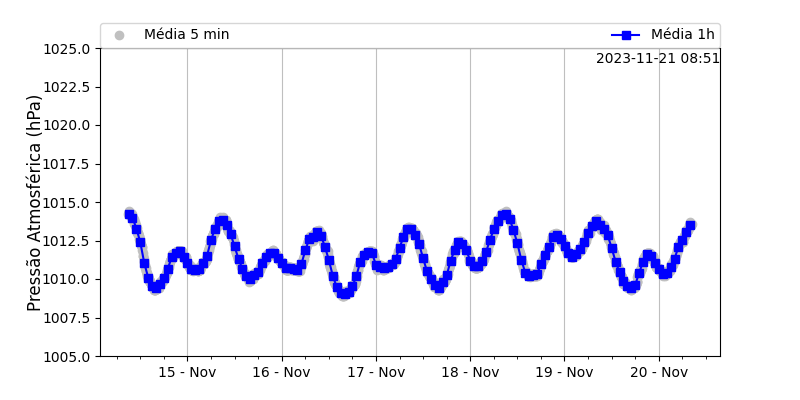 Média 5 min
Média 1h
2023-11-21 08:51
Pressão Atmosférica (hPa)
1025.0
1022.5
1020.0
1017.5
1015.0
1012.5
1010.0
1007.5
1005.0
15 - Nov
16 - Nov
17 - Nov
18 - Nov
19 - Nov
20 - Nov